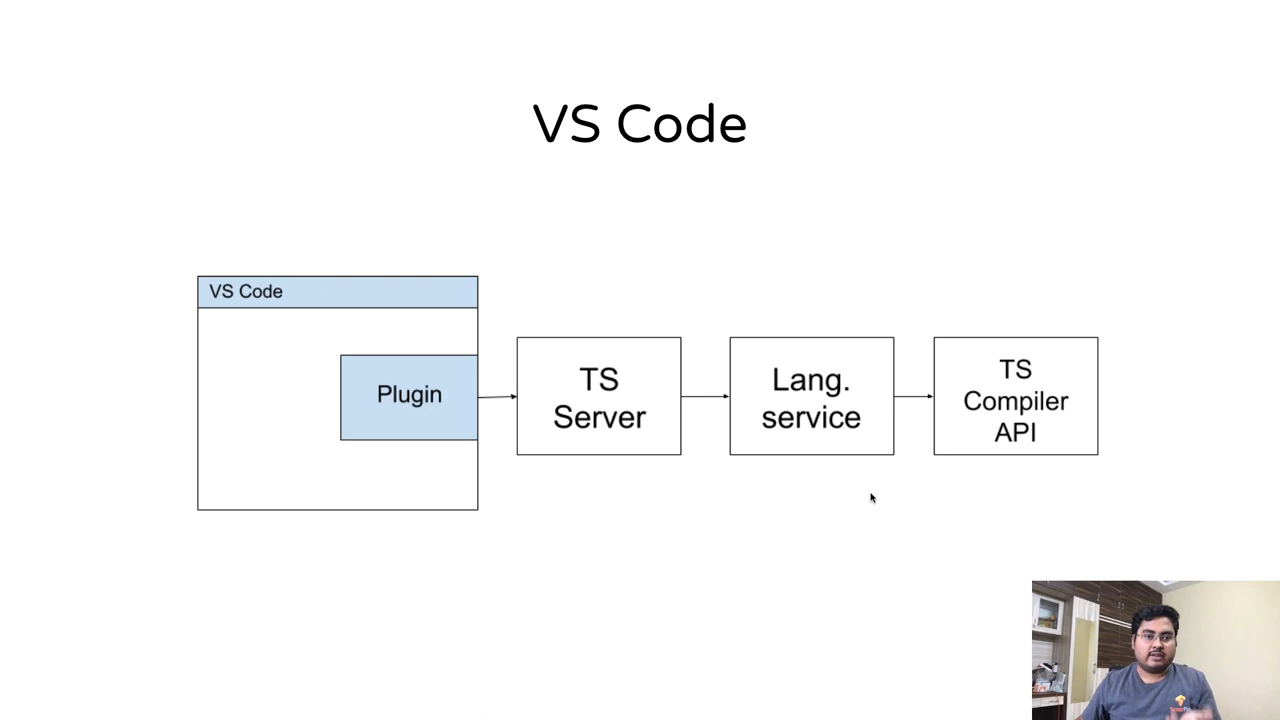 VS Code
VS Code
Plugin
TS
Server
Lang.
service
TS
Compiler
API